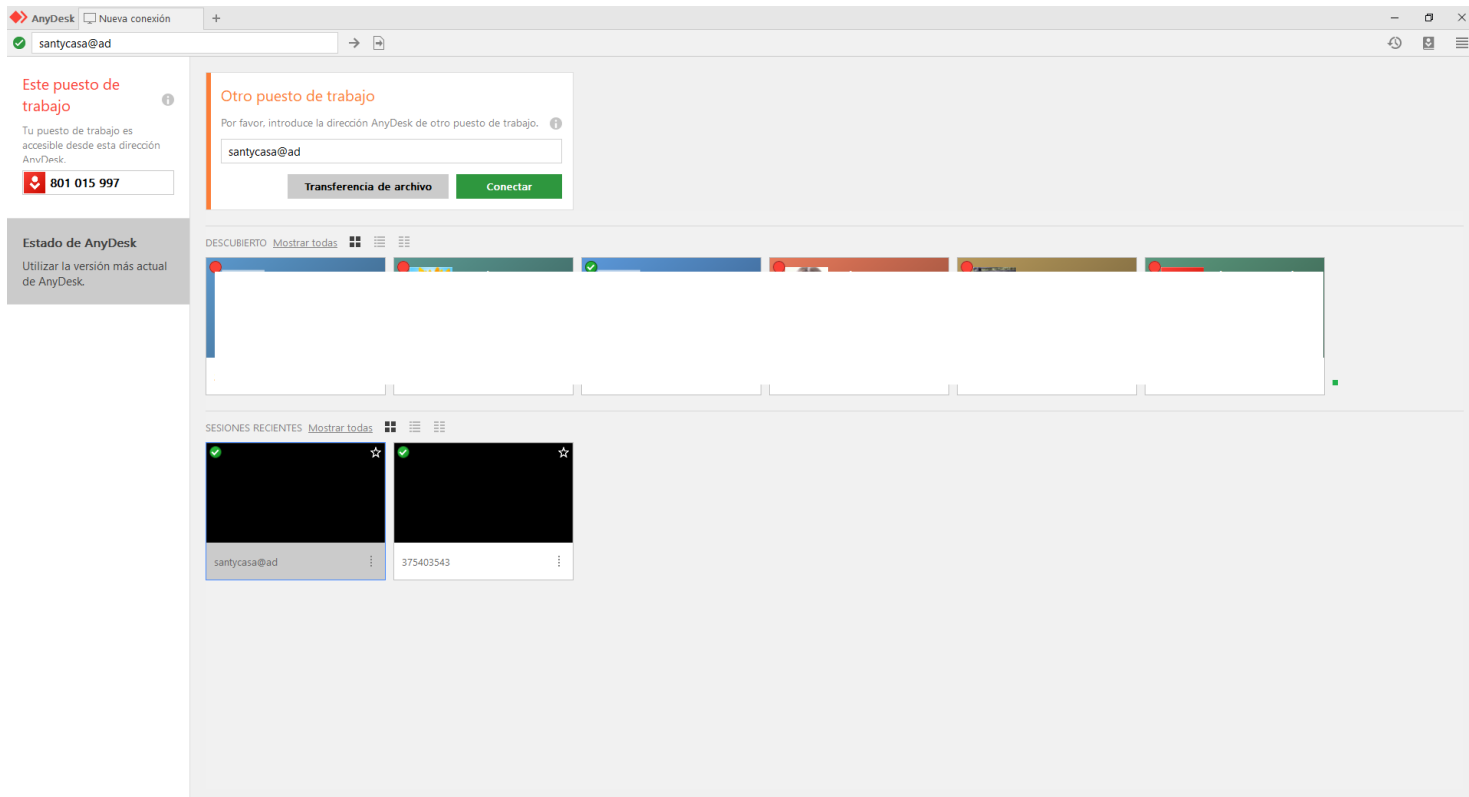 AnyDesk
Nueva conexión
santycasa@ad
Este puesto de
trabajo
Tu puesto de trabajo es
accesible desde esta dirección
AnyDesk.
801 015 997
Estado de AnyDesk
Utilizar la versión más actual
de AnyDesk.
Otro puesto de trabajo
Por favor, introduce la dirección AnyDesk de otro puesto de trabajo.
santycasa@ad
Transferencia de archivo
Conectar
DESCUBIERTO Mostrar todas
SESIONES RECIENTES Mostrar todas
santycasa@ad
375403543